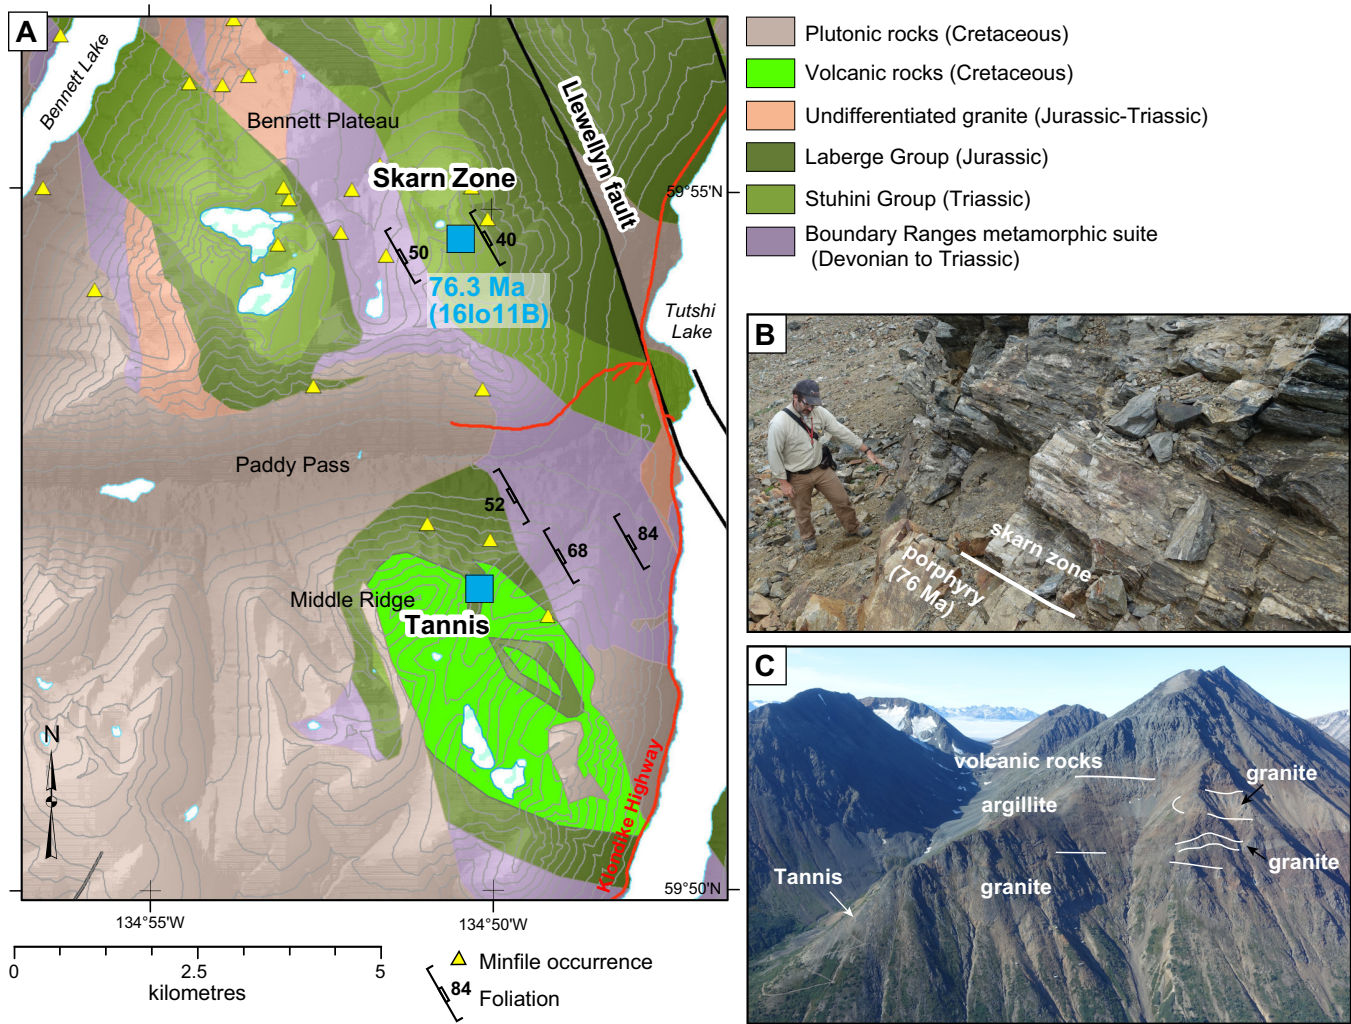 A
Bennett Lake
Bennett Plateau
Skarn Zone
Llewellyn fault
59°55'N
50
40
76.3 Ma
(16lo11B)
Tutshi
Lake
Paddy Pass
52
68
84
Middle Ridge
Tannis
N
Klondike Highway
59°50'N
134°55'W
134°50'W
0
2.5
5
kilometres
Minfile occurrence
84
Foliation
Plutonic rocks (Cretaceous)
Volcanic rocks (Cretaceous)
Undifferentiated granite (Jurassic-Triassic)
Laberge Group (Jurassic)
Stuhini Group (Triassic)
Boundary Ranges metamorphic suite
(Devonian to Triassic)
B
skarn zone
porphyry
(76 Ma)
C
volcanic rocks
granite
argillite
granite
granite
Tannis